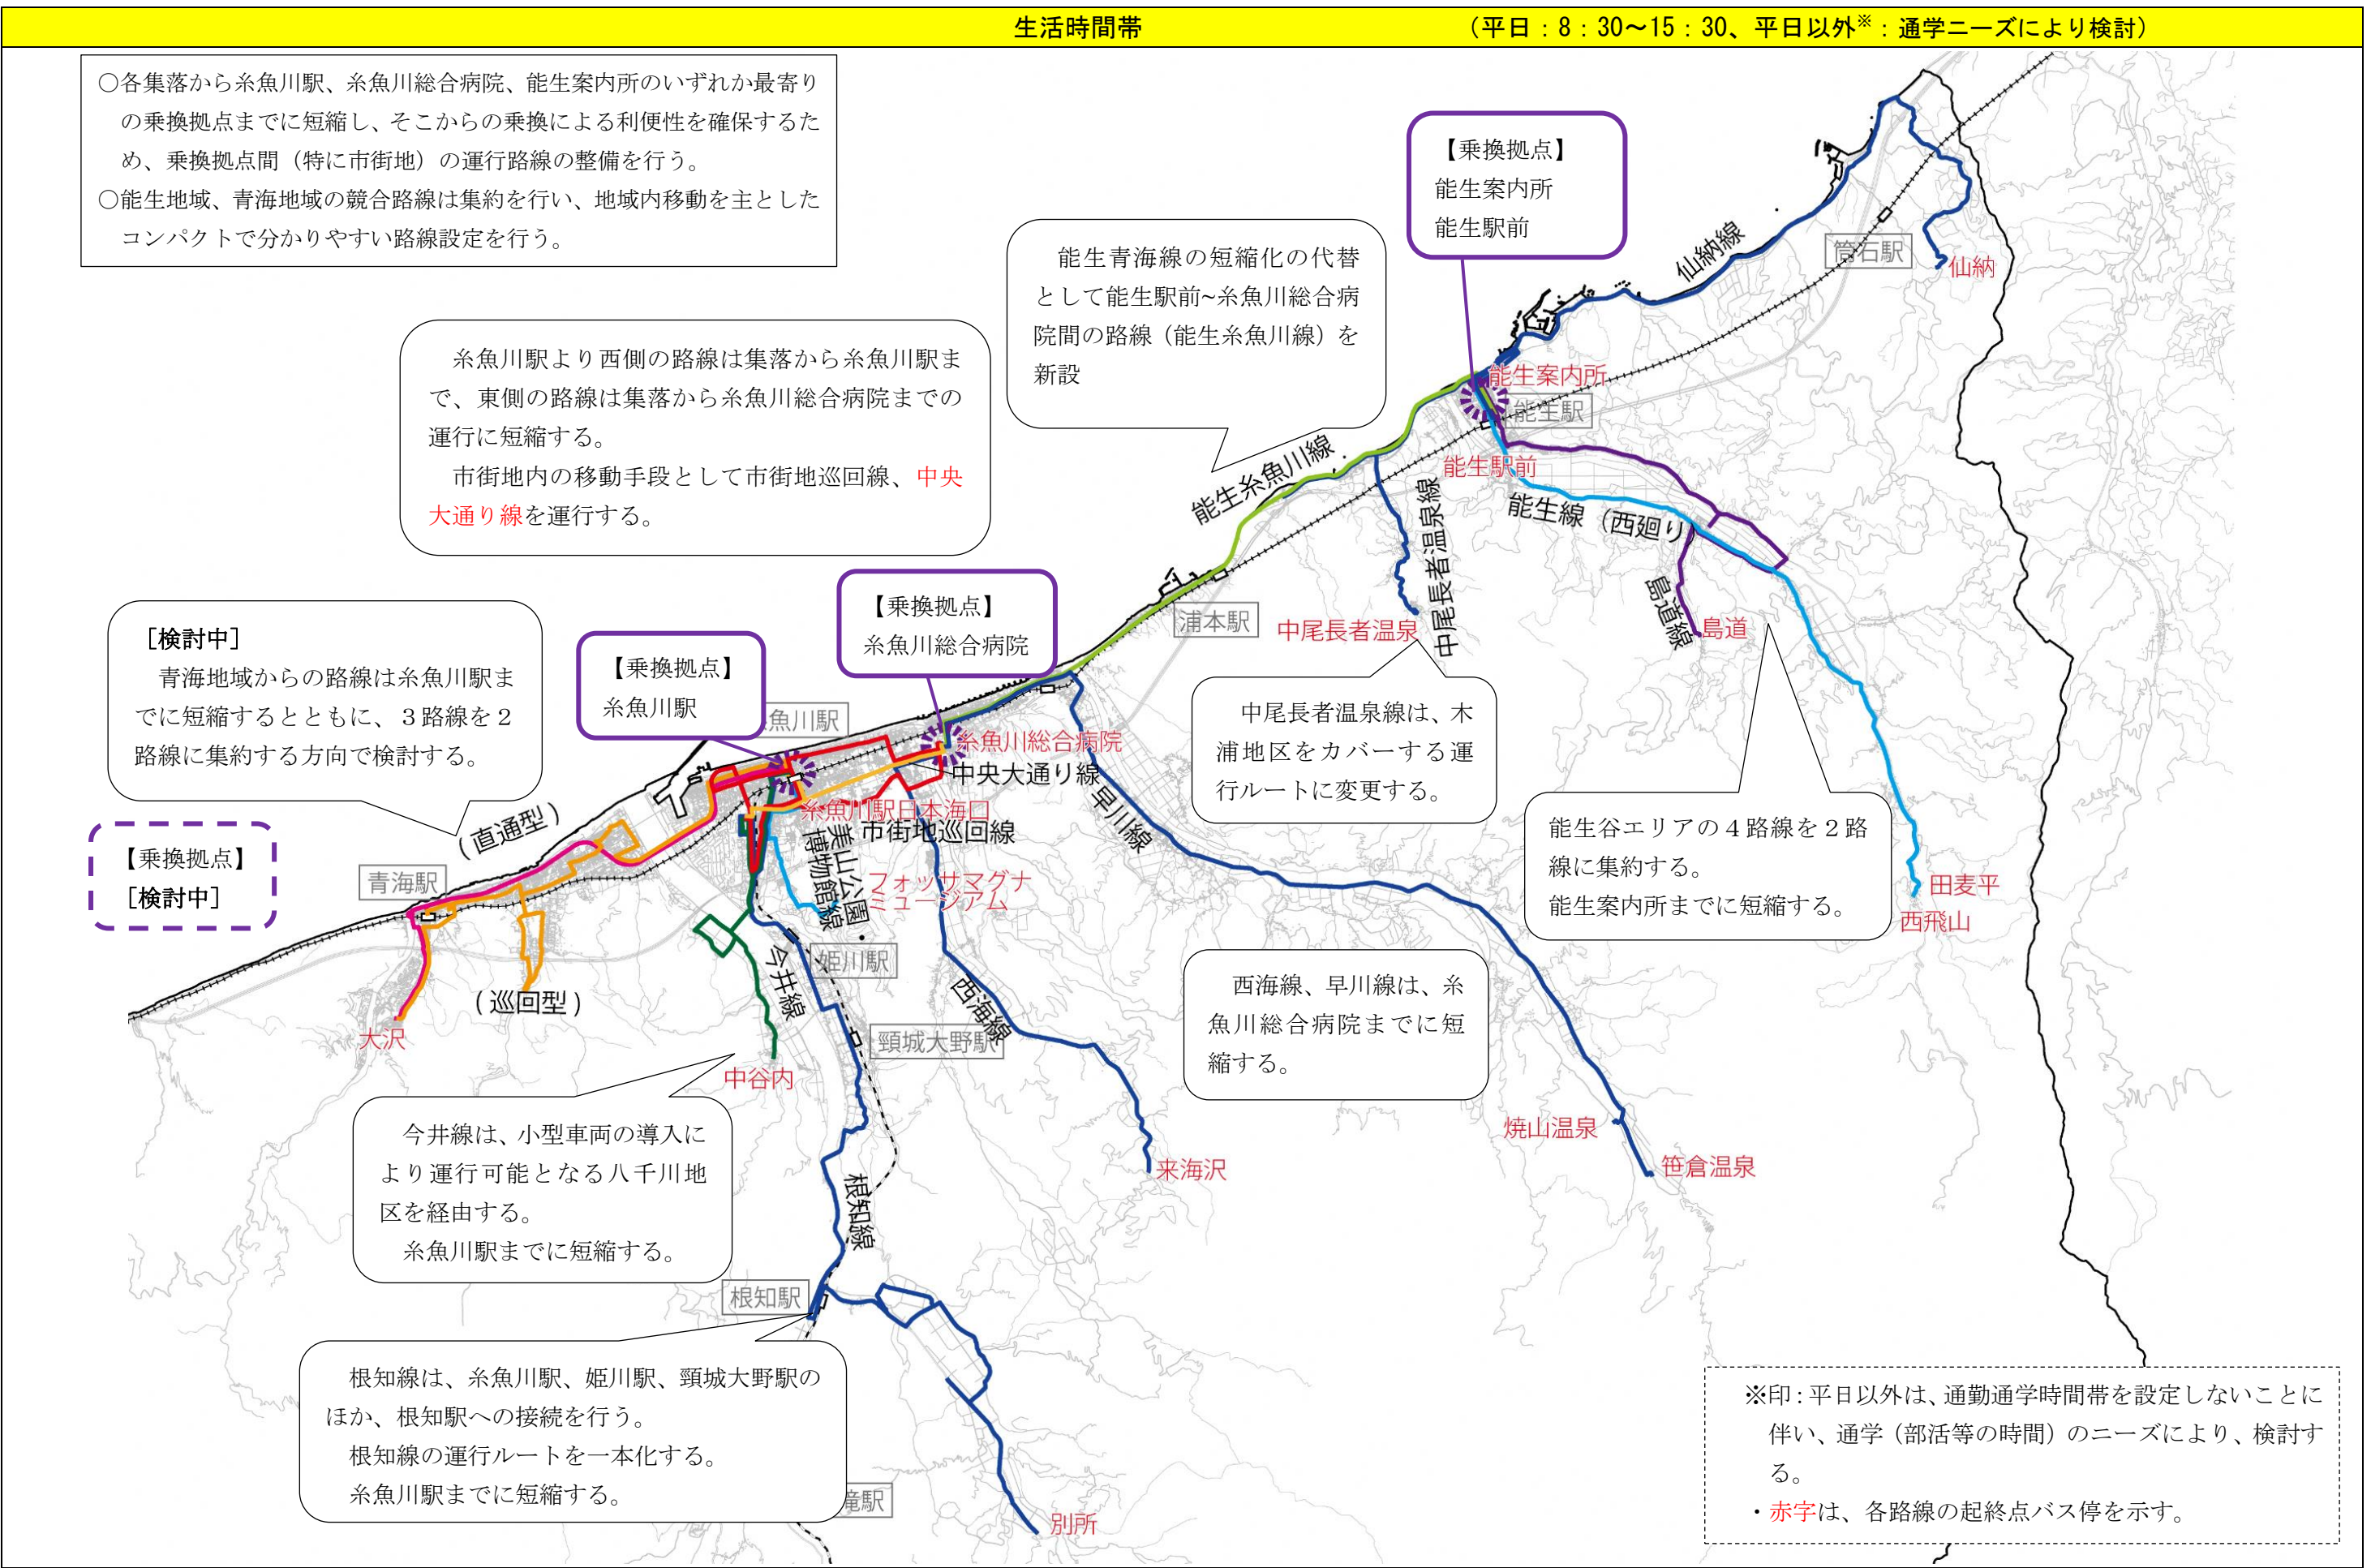 生活時間帯
(平日：8：30～15：30、平日以外※：通学ニーズにより検討)
○各集落から糸魚川駅、糸魚川総合病院、能生案内所のいずれか最寄り
の乗換拠点までに短縮し、そこからの乗換による利便性を確保するた
め、乗換拠点間（特に市街地）の運行路線の整備を行う。
○能生地域、青海地域の競合路線は集約を行い、地域内移動を主とした
コンパクトで分かりやすい路線設定を行う。
【乗換拠点】
能生案内所
能生駅前
能生青海線の短縮化の代替
として能生駅前~糸魚川総合病
院間の路線（能生糸魚川線）を
新設
仙納線
筒石駅
仙納
糸魚川駅より西側の路線は集落から糸魚川駅ま
で、東側の路線は集落から糸魚川総合病院までの
運行に短縮する。
市街地内の移動手段として市街地巡回線、中央
大通り線を運行する。
能生案内所
能生駅
能生駅前
能生糸魚川線
中尾長者温泉線
能生線（西廻り）
島道線
島道
浦本駅
中尾長者温泉
【乗換拠点】
糸魚川総合病院
【乗換拠点】
糸魚川駅
魚川駅
［検討中］
青海地域からの路線は糸魚川駅ま
でに短縮するとともに、３路線を２
路線に集約する方向で検討する。
中尾長者温泉線は、木
浦地区をカバーする運
行ルートに変更する。
糸魚川総合病院
中央大通り線
糸魚川駅日本海口
市街地巡回線
早川線
（直通型）
【乗換拠点】
［検討中］
青海駅
美山公園・
博物館線
フォッサマグナ
ミュージアム
能生谷エリアの４路線を２路
線に集約する。
能生案内所までに短縮する。
田麦平
西飛山
(巡回型)
大沢
今井線
姫川駅
西海線
頸城大野駅
中谷内
西海線、早川線は、糸
魚川総合病院までに短
縮する。
今井線は、小型車両の導入に
より運行可能となる八千川地
区を経由する。
糸魚川駅までに短縮する。
焼山温泉
笹倉温泉
来海沢
根知線
根知駅
根知線は、糸魚川駅、姫川駅、頸城大野駅の
ほか、根知駅への接続を行う。
根知線の運行ルートを一本化する。
糸魚川駅までに短縮する。
滝駅
別所
※印：平日以外は、通勤通学時間帯を設定しないことに
伴い、通学（部活等の時間）のニーズにより、検討す
る。
・赤字は、各路線の起終点バス停を示す。